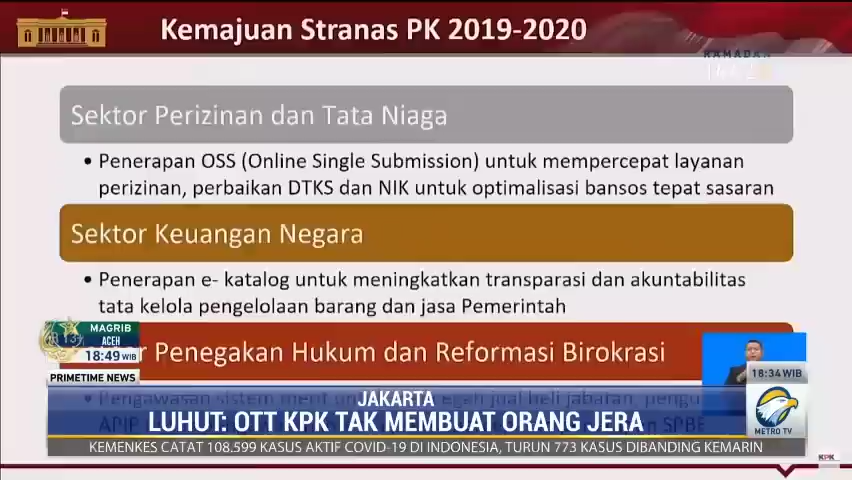 Kemajuan Stranas PK 2019-2020
RAMADAN
Sektor Perizinan dan Tata Niaga
• Penerapan OSS (Online Single Submission) untuk mempercepat layanan
perizinan, perbaikan DTKS dan NIK untuk optimalisasi bansos tepat sasaran
Sektor Keuangan Negara
• Penerapan e- katalog untuk meningkatkan transparasi dan akuntabilitas
tata kelola pengelolaan barang dan jasa Pemerintah
Penegakan Hukum dan Reformasi Birokrasi
MAGRIB
ACEH
18:49 WIB
18:34 WIB
PRIMETIME NEWS
JAKARTA
LUHUT: OTT KPK TAK MEMBUAT ORANG JERA
METRO TV
KEMENKES CATAT 108.599 KASUS AKTIF COVID-19 DI INDONESIA, TURUN 773 KASUS DIBANDING KEMARIN
KPK